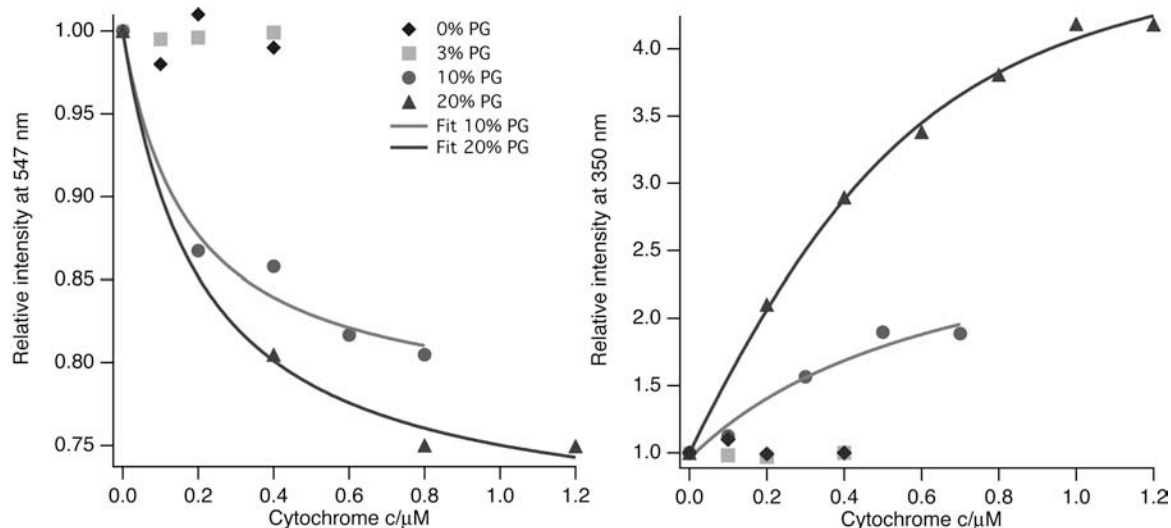 Relative intensity at 547 nm
1.00
0.95
0.90
0.85
0.80
0.75
0% PG
3% PG
10% PG
20% PG
Fit 10% PG
Fit 20% PG
0.0 0.2 0.4 0.6 0.8 1.0 1.2
Cytochrome c/μM
Relative intensity at 350 nm
4.0
3.5
3.0
2.5
2.0
1.5
1.0
0.0 0.2 0.4 0.6 0.8 1.0 1.2
Cytochrome c/μM